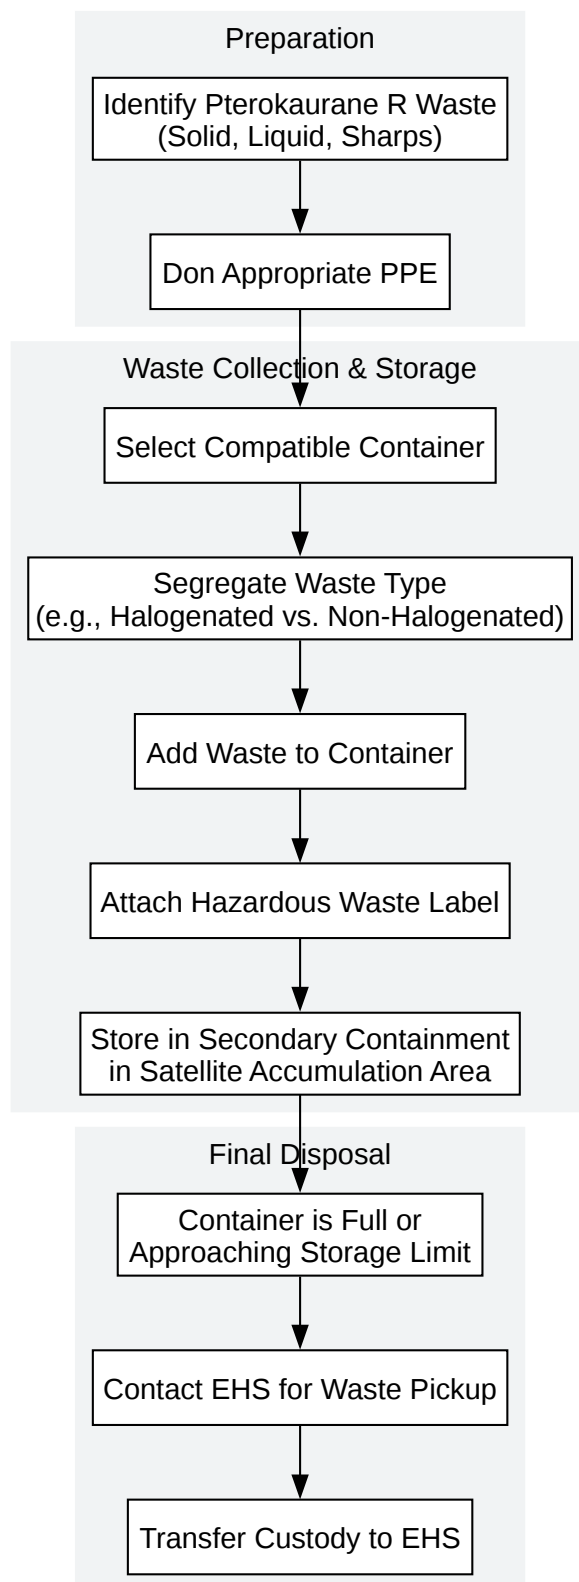 Preparation
Identify Pterokaurane R Waste
(Solid, Liquid, Sharps)
Don Appropriate PPE
Waste Collection & Storage
Select Compatible Container
Segregate Waste Type
(e.g., Halogenated vs. Non-Halogenated)
Add Waste to Container
Attach Hazardous Waste Label
Store in Secondary Containment
in Satellite Accumulation Area
Final Disposal
Container is Full or
Approaching Storage Limit
Contact EHS for Waste Pickup
Transfer Custody to EHS